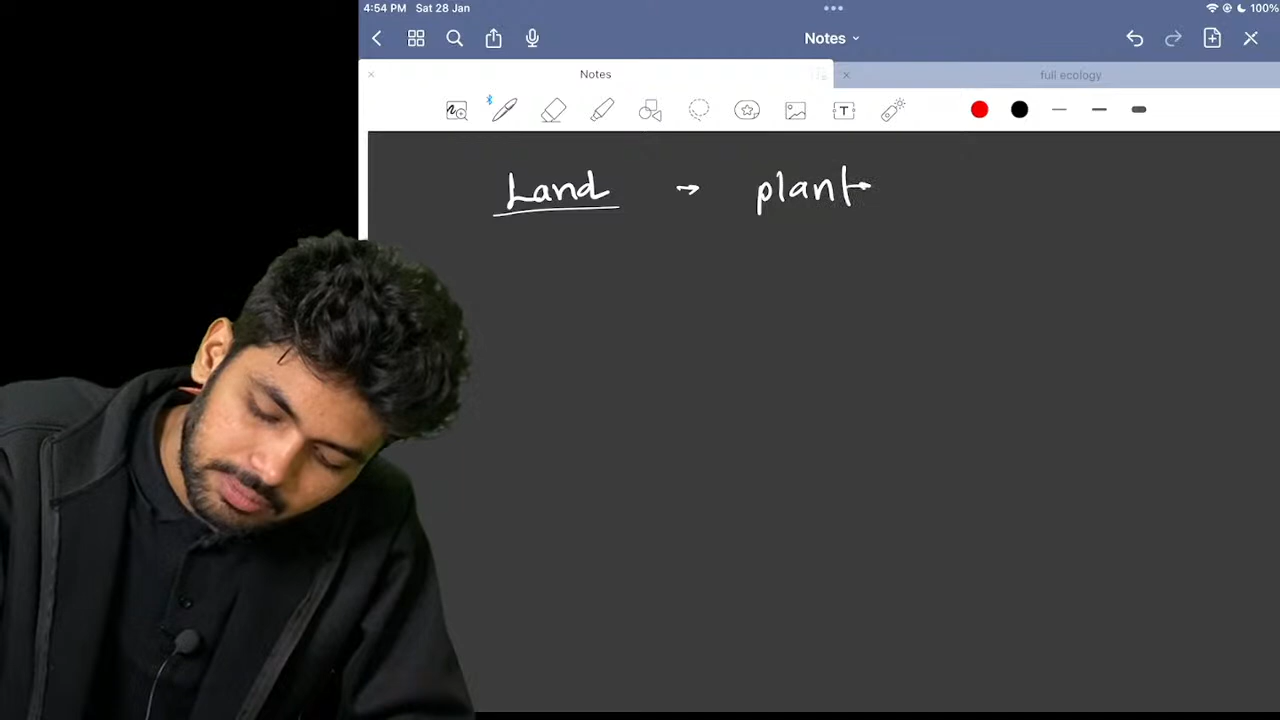 4:54 PM Sat 28 Jan 100%
Notes
Notes full ecology
T
Land → plant